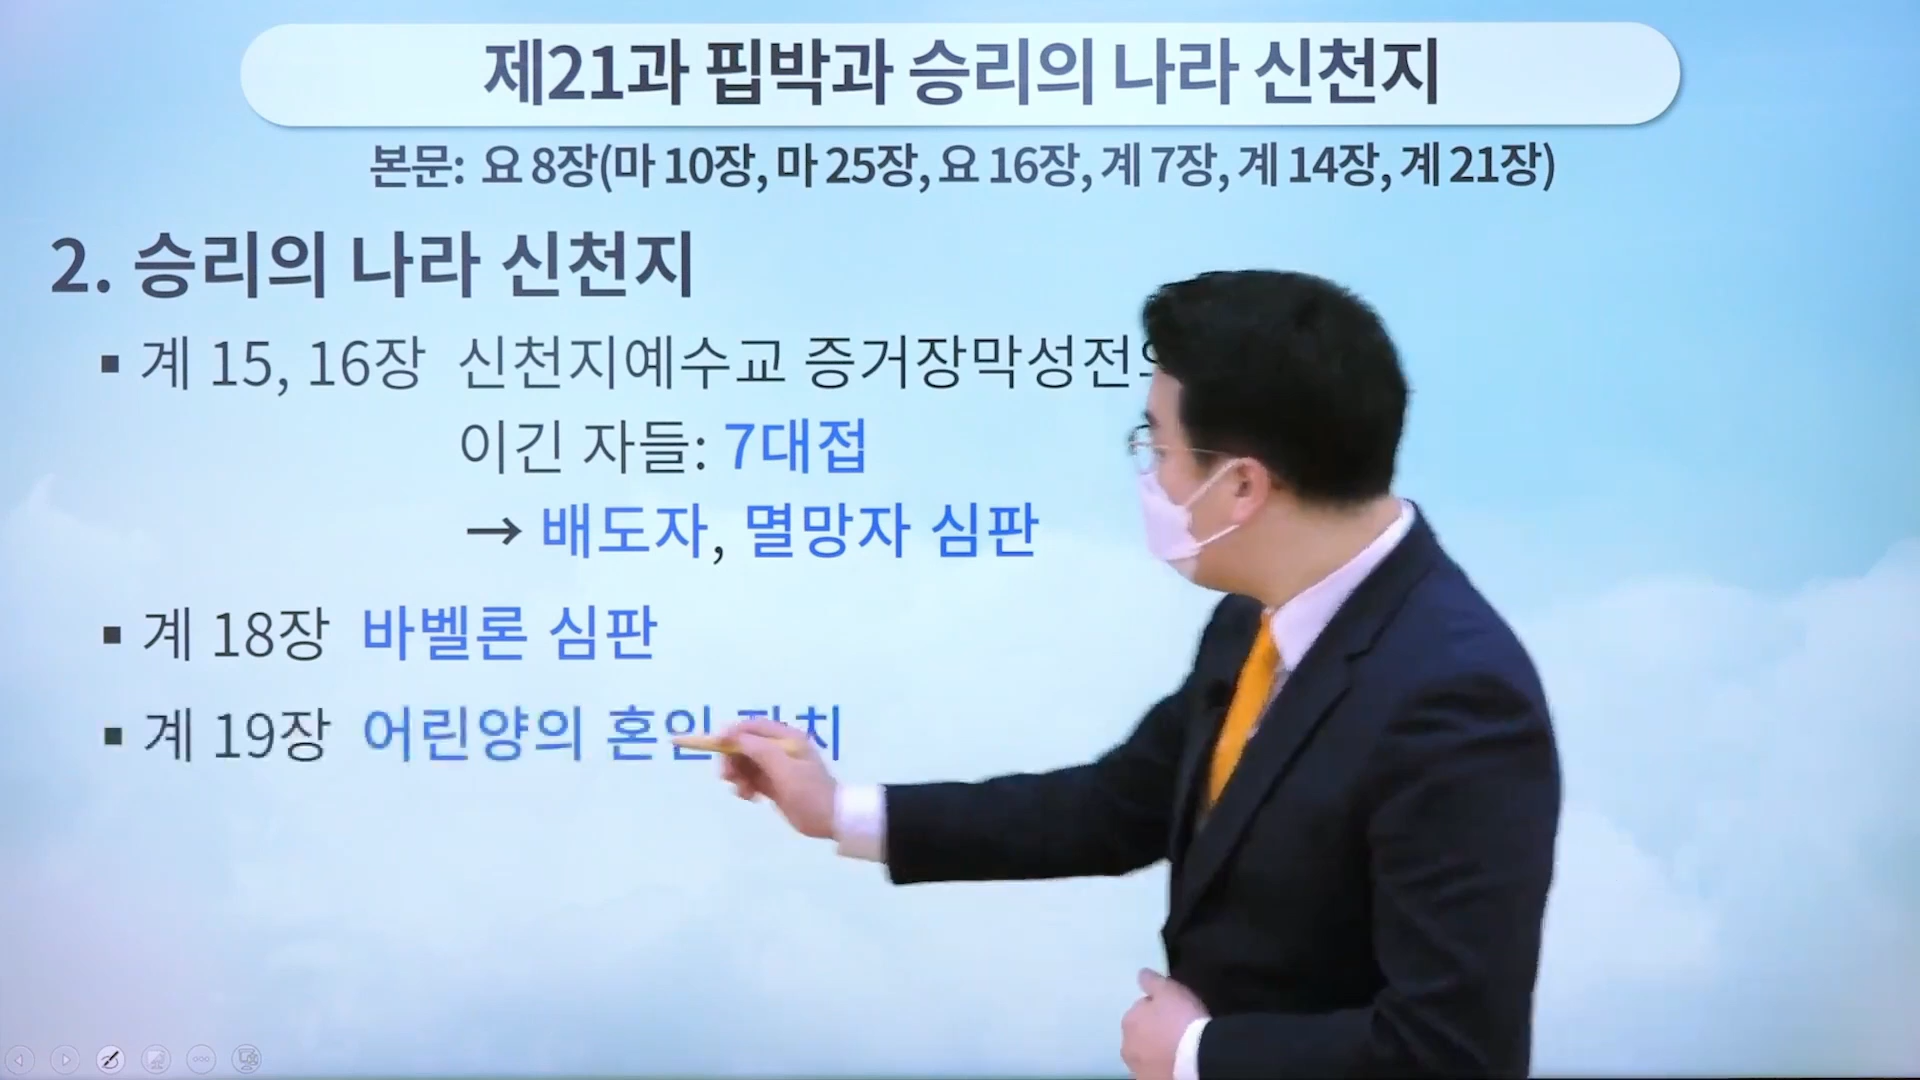 제21과 핍박과 승리의 나라 신천지
본문: 요 8장(마 10장, 마 25장, 요 16장, 계 7장, 계 14장, 계 21장)
2. 승리의 나라 신천지
▪ 계 15, 16장 신천지예수교 증거장막성전
이긴 자들: 7대접
→ 배도자, 멸망자 심판
▪ 계 18장 바벨론 심판
▪ 계 19장 어린양의 혼인